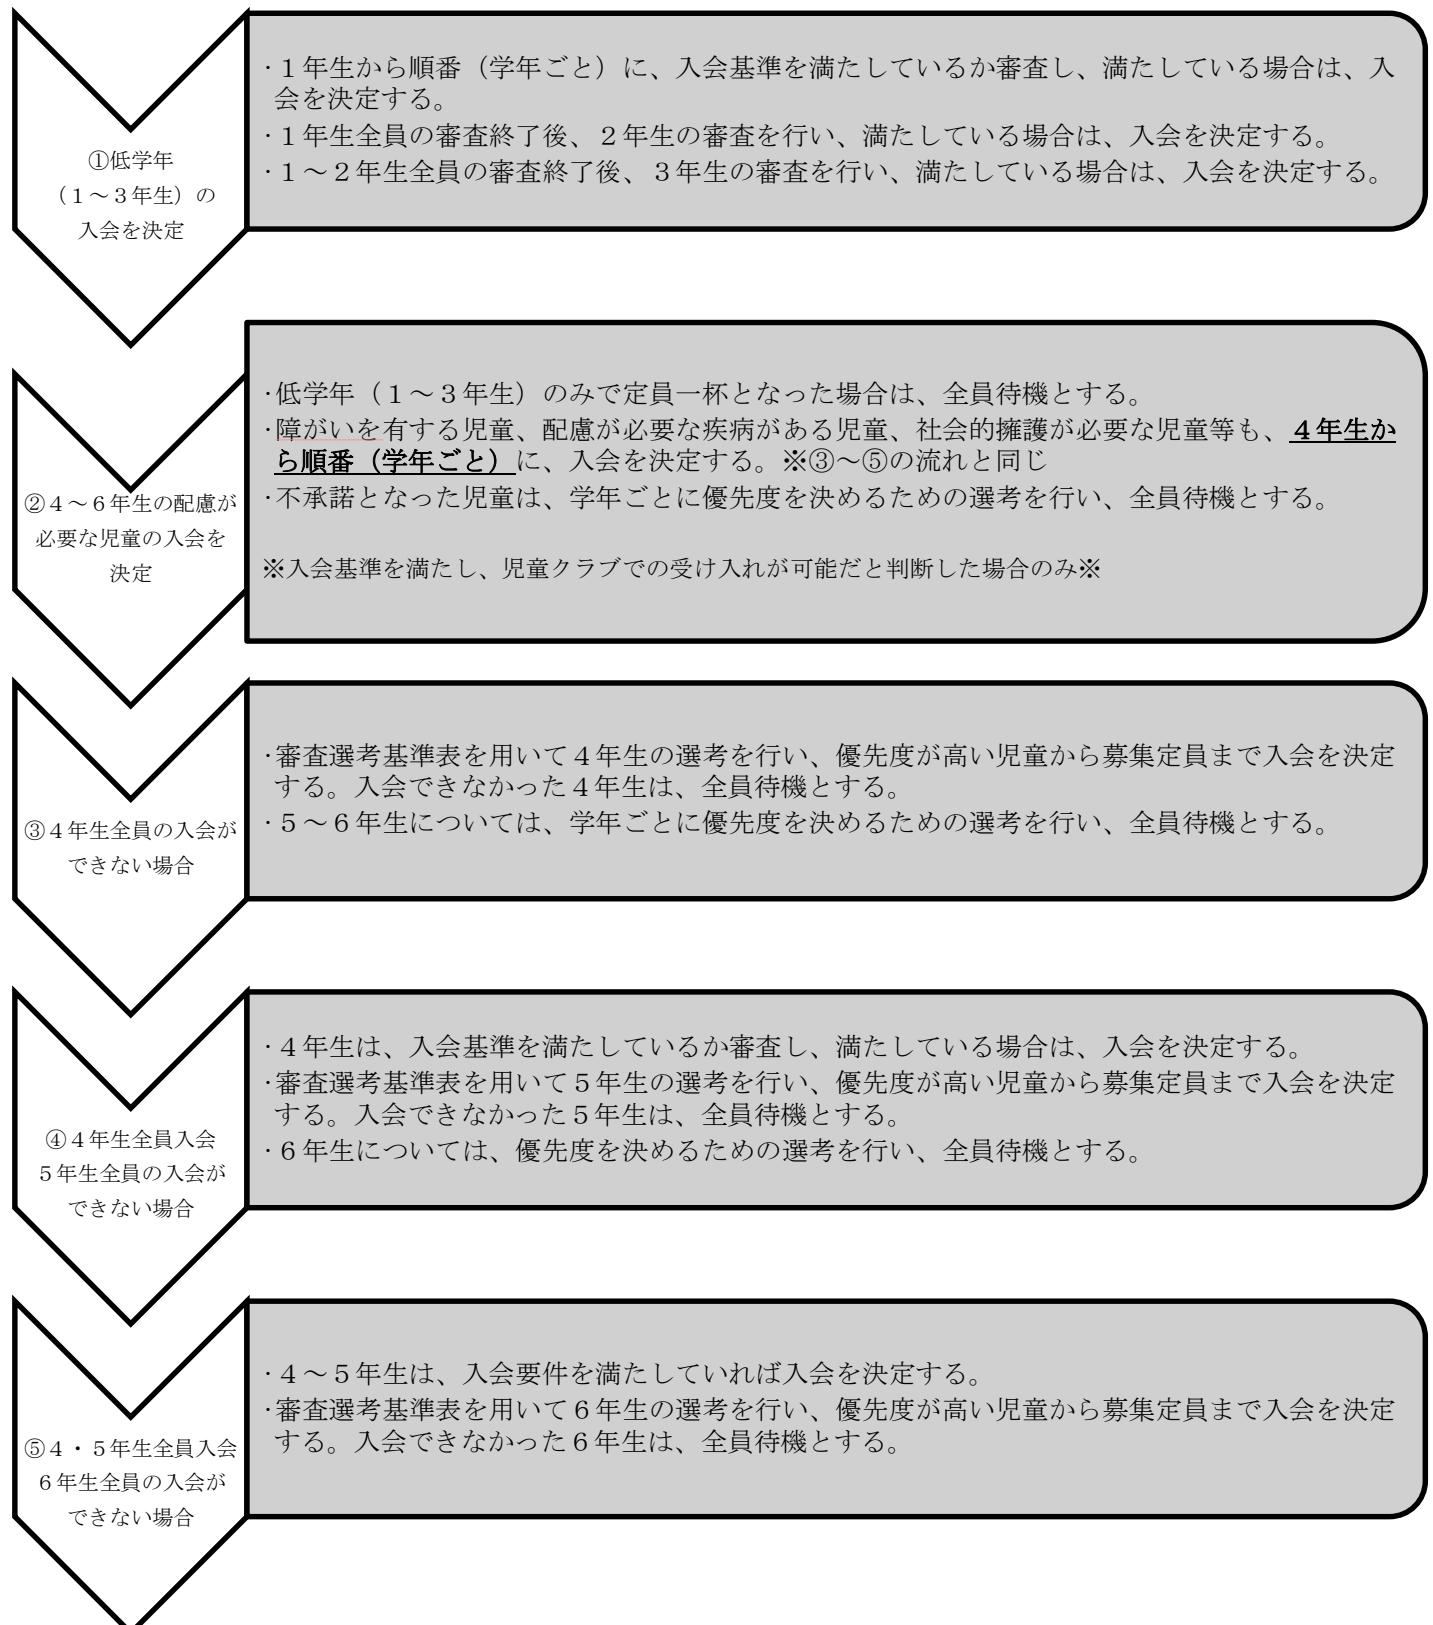 ①低学年
（１～３年生）の
入会を決定
・１年生から順番（学年ごと）に、入会基準を満たしているか審査し、満たしている場合は、入
会を決定する。
・１年生全員の審査終了後、２年生の審査を行い、満たしている場合は、入会を決定する。
・１～２年生全員の審査終了後、３年生の審査を行い、満たしている場合は、入会を決定する。
②４～６年生の配慮が
必要な児童の入会を
決定
・低学年（１～３年生）のみで定員一杯となった場合は、全員待機とする。
・障がいを有する児童、配慮が必要な疾病がある児童、社会的擁護が必要な児童等も、４年生か
ら順番（学年ごと）に、入会を決定する。※③～⑤の流れと同じ
・不承諾となった児童は、学年ごとに優先度を決めるための選考を行い、全員待機とする。
※入会基準を満たし、児童クラブでの受け入れが可能だと判断した場合のみ※
③４年生全員の入会が
できない場合
・審査選考基準表を用いて４年生の選考を行い、優先度が高い児童から募集定員まで入会を決定
する。入会できなかった４年生は、全員待機とする。
・５～６年生については、学年ごとに優先度を決めるための選考を行い、全員待機とする。
④４年生全員入会
５年生全員の入会が
できない場合
・４年生は、入会基準を満たしているか審査し、満たしている場合は、入会を決定する。
・審査選考基準表を用いて５年生の選考を行い、優先度が高い児童から募集定員まで入会を決定
する。入会できなかった５年生は、全員待機とする。
・６年生については、優先度を決めるための選考を行い、全員待機とする。
⑤４・５年生全員入会
６年生全員の入会が
できない場合
・４～５年生は、入会要件を満たしていれば入会を決定する。
・審査選考基準表を用いて６年生の選考を行い、優先度が高い児童から募集定員まで入会を決定
する。入会できなかった６年生は、全員待機とする。